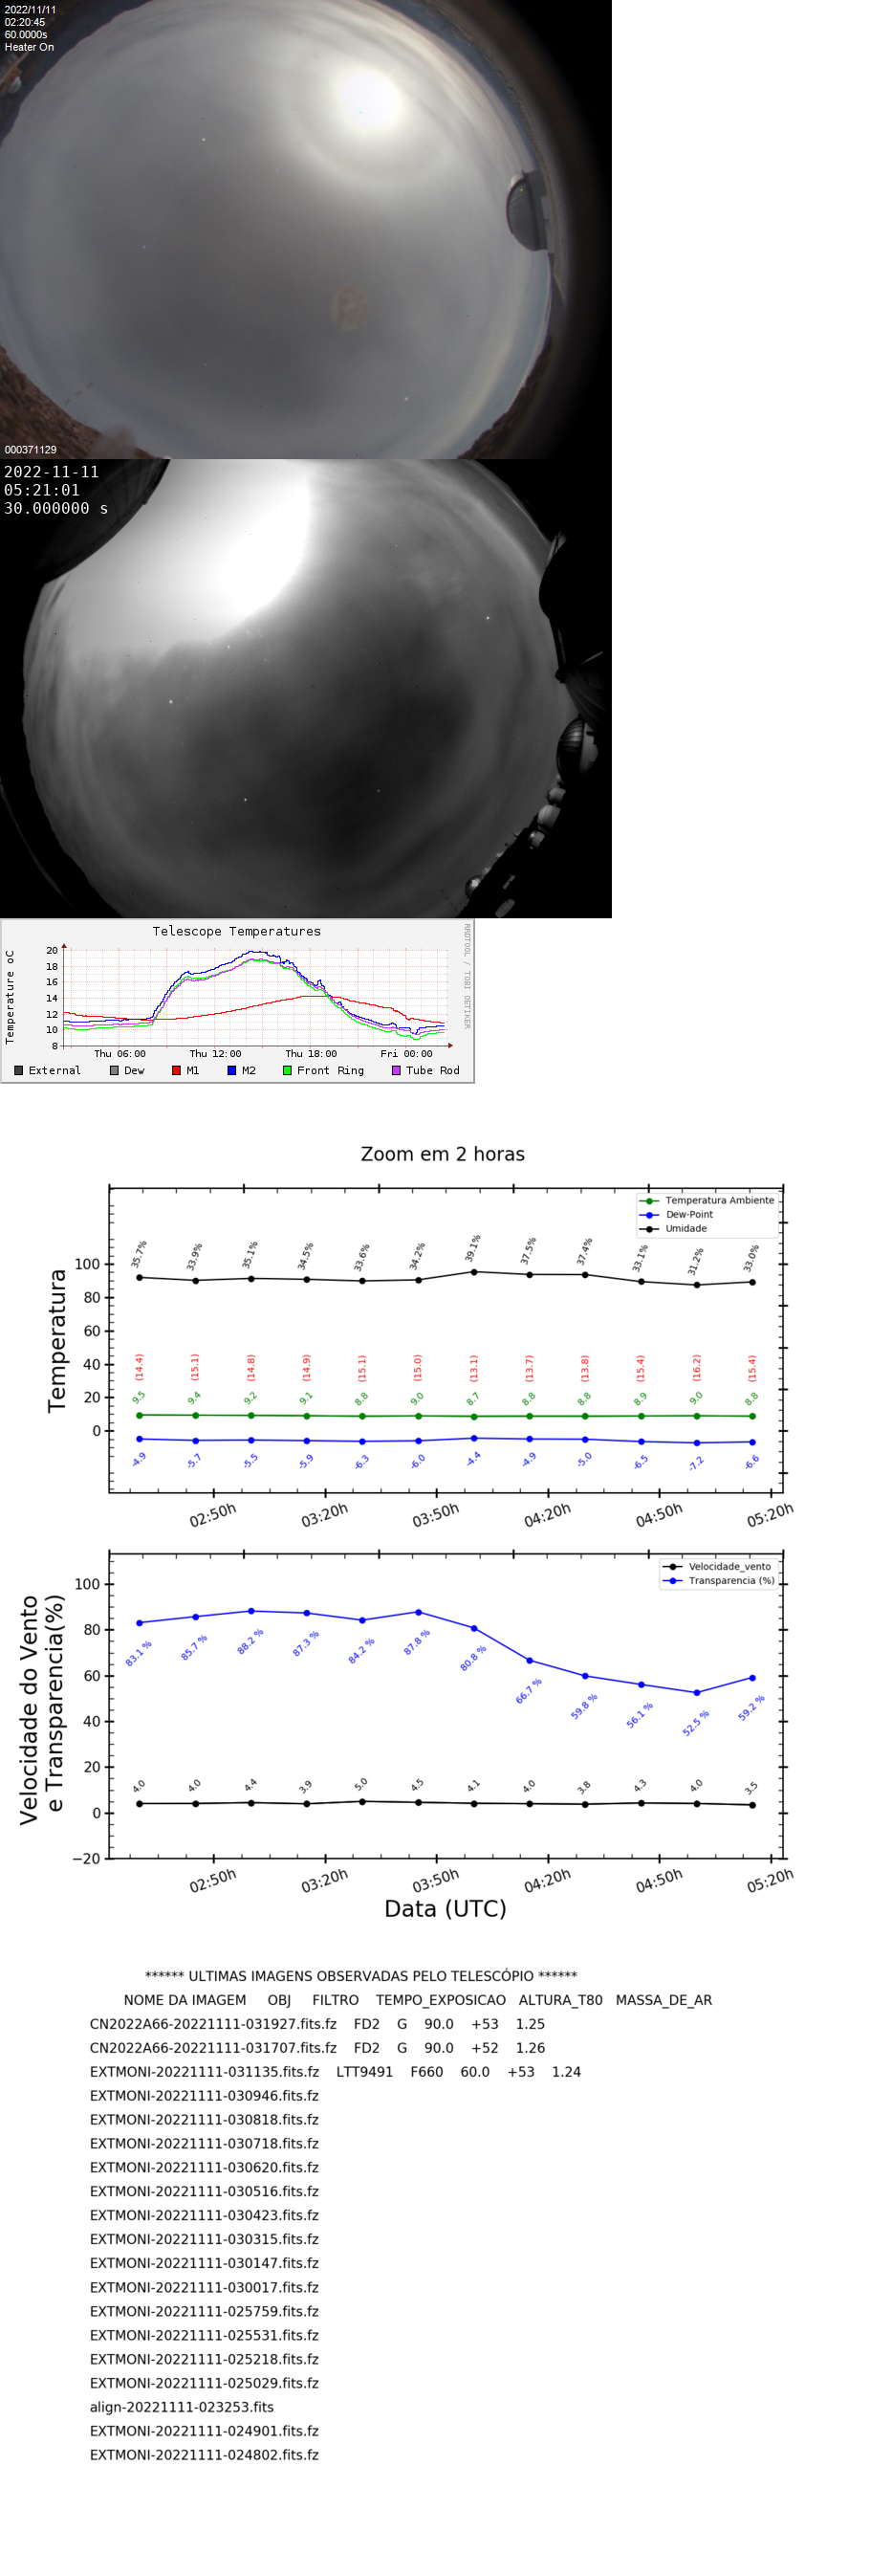 2022/11/11
02:20:45
60.0000s
Heater On
000371129
2022-11-11
05:21:01
30.000000 s
Telescope Temperatures
RRDTOOL / TOBI OETIKER
Temperature oC
20
18
16
14
12
10
8
Thu 06:00 Thu 12:00 Thu 18:00 Fri 00:00
External Dew M1 M2 Front Ring Tube Rod
Zoom em 2 horas
Temperatura
Temperatura Ambiente
Dew-Point
Umidade
100
80
60
40
20
0
35.7% 33.9% 35.1% 34.5% 33.6% 34.2% 39.1% 37.5% 37.4% 33.1% 31.2% 33.0%
(14.4) (15.1) (14.8) (14.9) (15.1) (15.0) (13.1) (13.7) (13.8) (15.4) (16.2) (15.4)
9.5 9.4 9.2 9.1 8.8 9.0 8.7 8.8 8.8 8.9 9.0 8.8
-4.9 -5.7 -5.5 -5.9 -6.3 -6.0 -4.4 -4.9 -5.0 -6.5 -7.2 -6.6
02:50h 03:20h 03:50h 04:20h 04:50h 05:20h
Velocidade do Vento
e Transparencia(%)
Velocidade_vento
Transparencia (%)
100
80
60
40
20
0
−20
83.1 % 85.7 % 88.2 % 87.3 % 84.2 % 87.8 % 80.8 % 66.7 % 59.8 % 56.1 % 52.5 % 59.2 %
4.0 4.0 4.4 3.9 5.0 4.5 4.1 4.0 3.8 4.3 4.0 3.5
02:50h 03:20h 03:50h 04:20h 04:50h 05:20h
Data (UTC)
****** ULTIMAS IMAGENS OBSERVADAS PELO TELESCÓPIO ******
NOME DA IMAGEM OBJ FILTRO TEMPO_EXPOSICAO ALTURA_T80 MASSA_DE_AR
CN2022A66-20221111-031927.fits.fz FD2 G 90.0 +53 1.25
CN2022A66-20221111-031707.fits.fz FD2 G 90.0 +52 1.26
EXTMONI-20221111-031135.fits.fz LTT9491 F660 60.0 +53 1.24
EXTMONI-20221111-030946.fits.fz
EXTMONI-20221111-030818.fits.fz
EXTMONI-20221111-030718.fits.fz
EXTMONI-20221111-030620.fits.fz
EXTMONI-20221111-030516.fits.fz
EXTMONI-20221111-030423.fits.fz
EXTMONI-20221111-030315.fits.fz
EXTMONI-20221111-030147.fits.fz
EXTMONI-20221111-030017.fits.fz
EXTMONI-20221111-025759.fits.fz
EXTMONI-20221111-025531.fits.fz
EXTMONI-20221111-025218.fits.fz
EXTMONI-20221111-025029.fits.fz
align-20221111-023253.fits
EXTMONI-20221111-024901.fits.fz
EXTMONI-20221111-024802.fits.fz